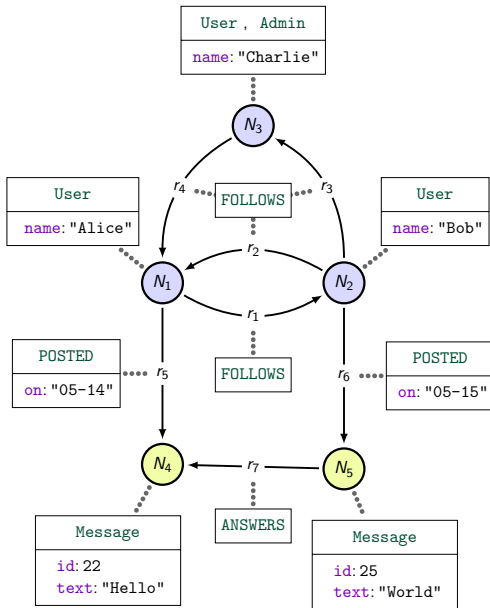 User , Admin
name: "Charlie"
N3
r4
r3
FOLLOWS
User
name: "Alice"
User
name: "Bob"
r2
N1
N2
r1
FOLLOWS
POSTED
on: "05-14"
r5
r6
POSTED
on: "05-15"
N4
r7
N5
ANSWERS
Message
id: 22
text: "Hello"
Message
id: 25
text: "World"